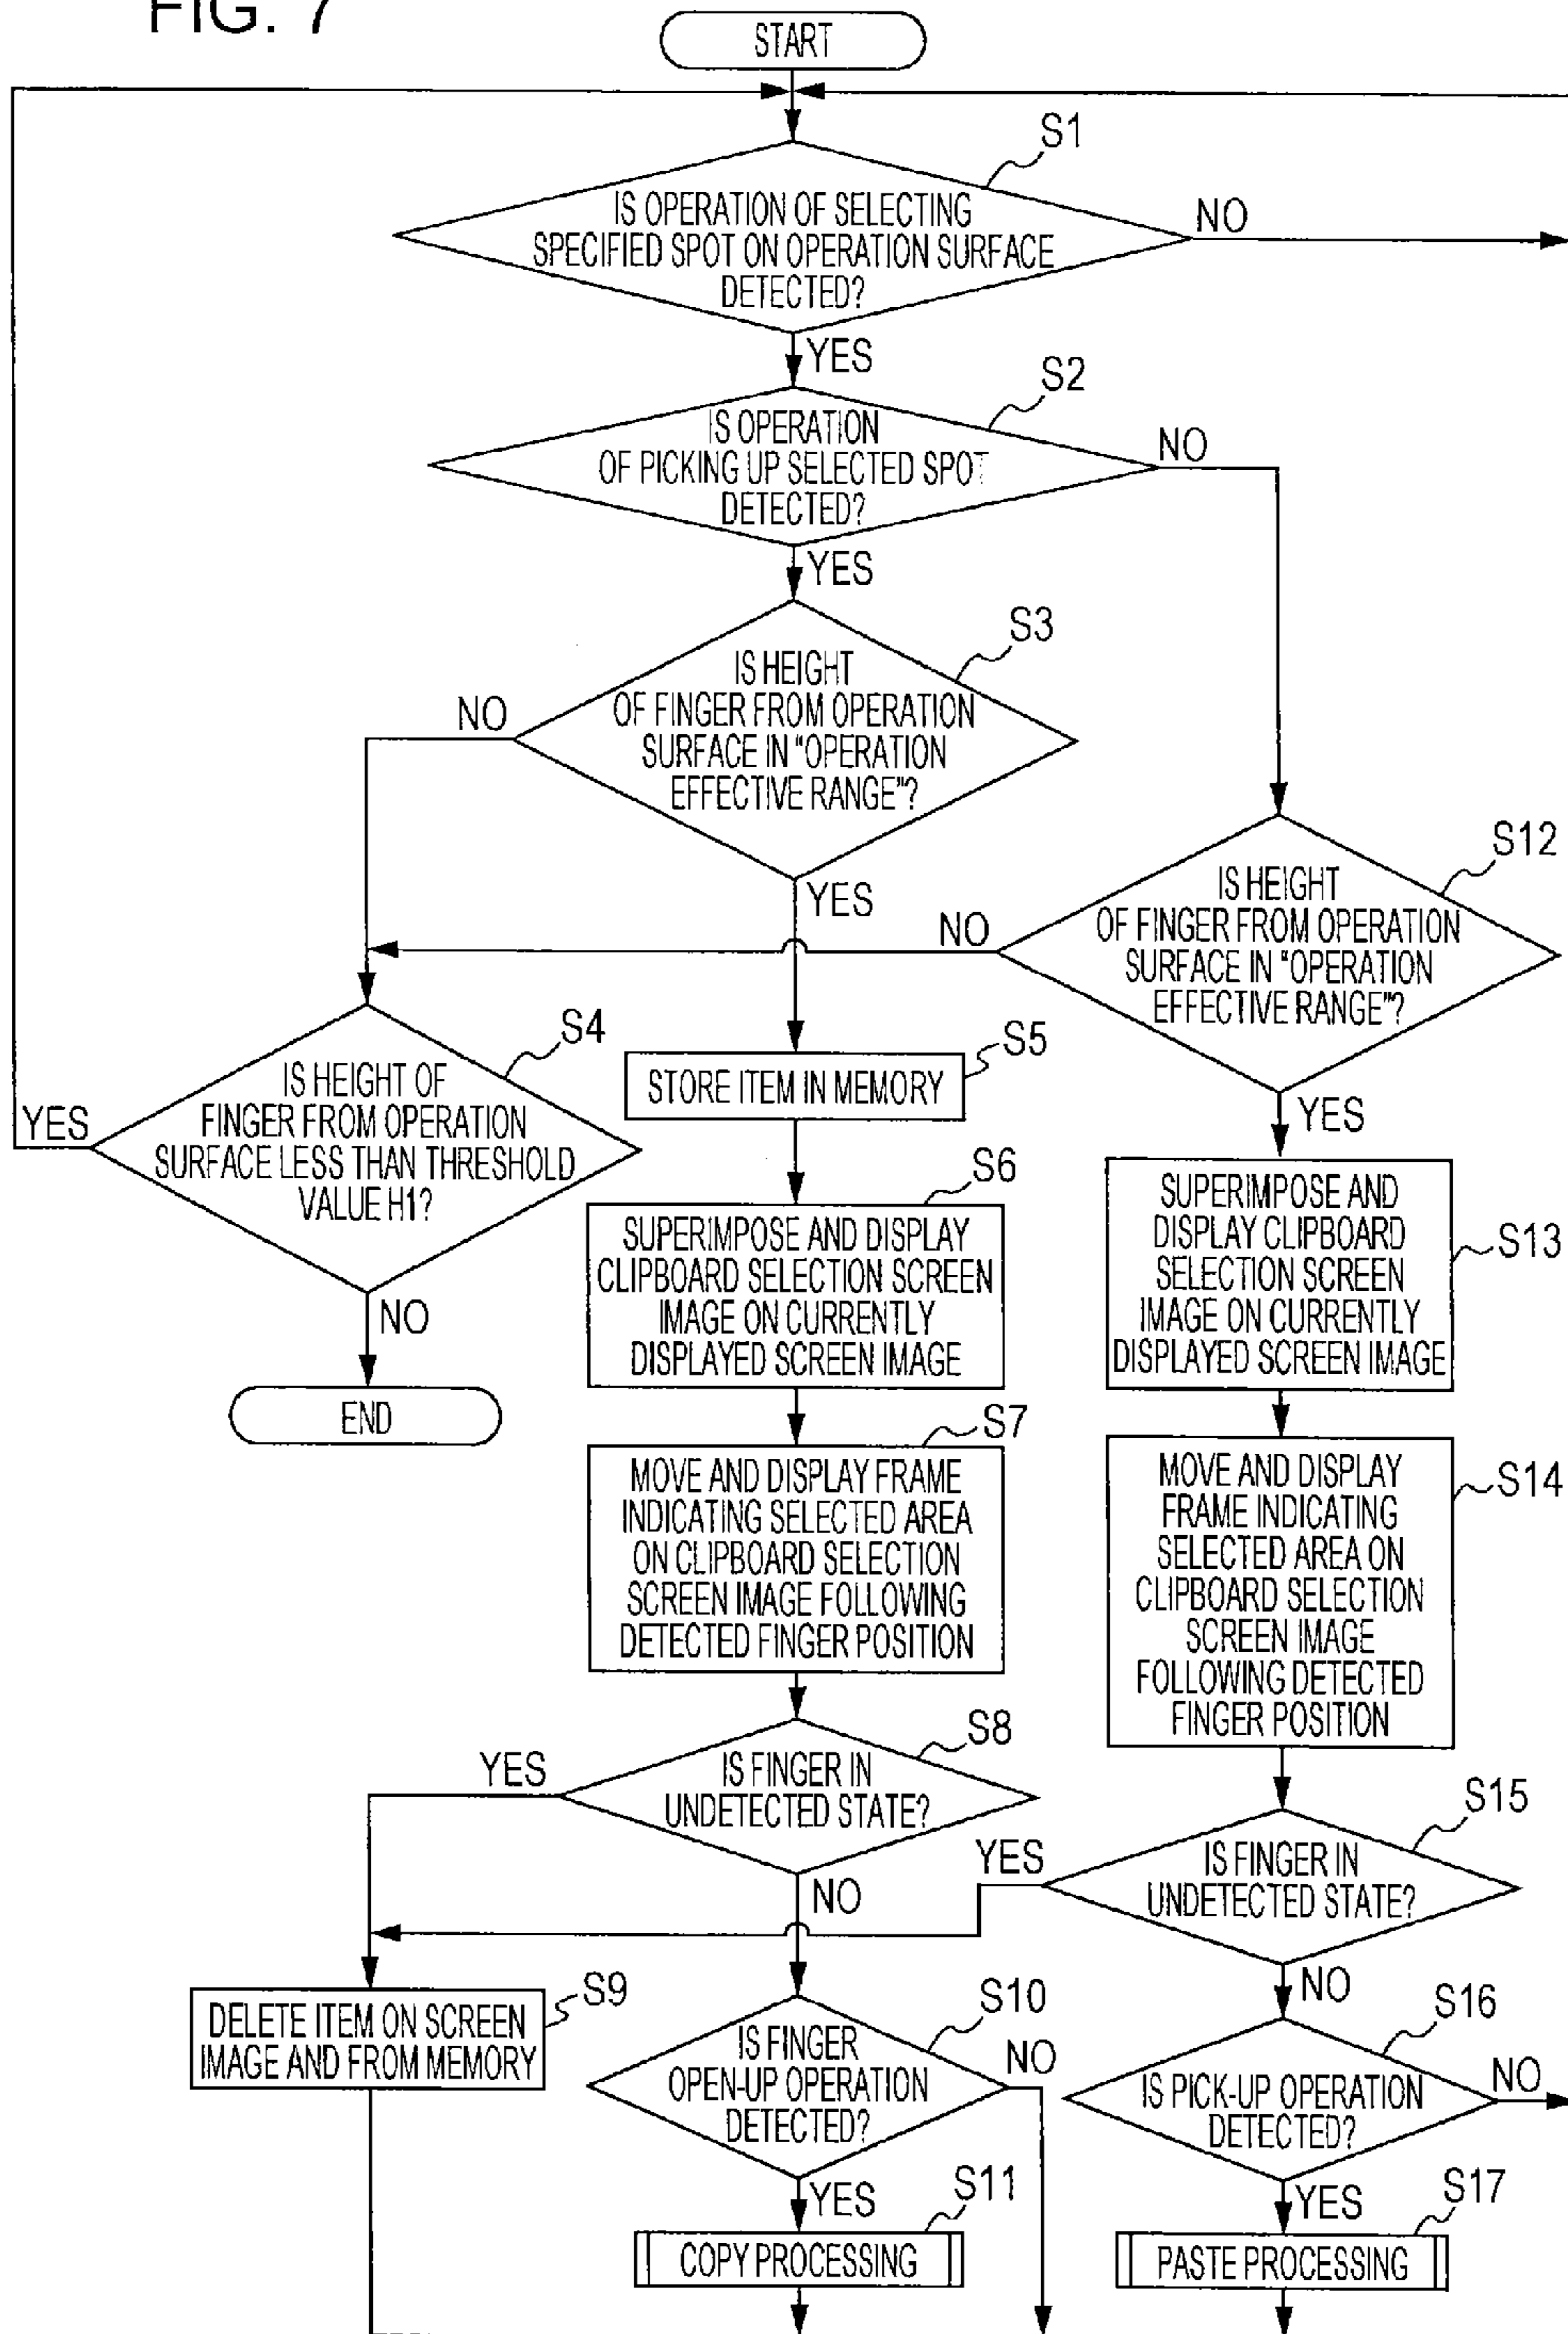 FIG. 7
START
S1
IS OPERATION OF SELECTING
SPECIFIED SPOT ON OPERATION SURFACE
DETECTED?
NO
YES
S2
IS OPERATION
OF PICKING UP SELECTED SPOT
DETECTED?
NO
YES
S3
IS HEIGHT
OF FINGER FROM OPERATION
SURFACE IN "OPERATION
EFFECTIVE RANGE"?
NO
YES
S12
IS HEIGHT
OF FINGER FROM OPERATION
SURFACE IN "OPERATION
EFFECTIVE RANGE"?
NO
YES
S4
IS HEIGHT OF
FINGER FROM OPERATION
SURFACE LESS THAN THRESHOLD
VALUE H1?
YES
NO
END
S5
STORE ITEM IN MEMORY
S6
SUPERIMPOSE AND DISPLAY
CLIPBOARD SELECTION SCREEN
IMAGE ON CURRENTLY
DISPLAYED SCREEN IMAGE
S13
SUPERIMPOSE AND
DISPLAY CLIPBOARD
SELECTION SCREEN
IMAGE ON CURRENTLY
DISPLAYED SCREEN IMAGE
S7
MOVE AND DISPLAY FRAME
INDICATING SELECTED AREA
ON CLIPBOARD SELECTION
SCREEN IMAGE FOLLOWING
DETECTED FINGER POSITION
S14
MOVE AND DISPLAY
FRAME INDICATING
SELECTED AREA ON
CLIPBOARD SELECTION
SCREEN IMAGE
FOLLOWING DETECTED
FINGER POSITION
S8
IS FINGER IN
UNDETECTED STATE?
YES
NO
S15
IS FINGER IN
UNDETECTED STATE?
YES
NO
S9
DELETE ITEM ON SCREEN
IMAGE AND FROM MEMORY
S10
IS FINGER
OPEN-UP OPERATION
DETECTED?
NO
YES
S16
IS PICK-UP OPERATION
DETECTED?
NO
YES
S11
COPY PROCESSING
S17
PASTE PROCESSING